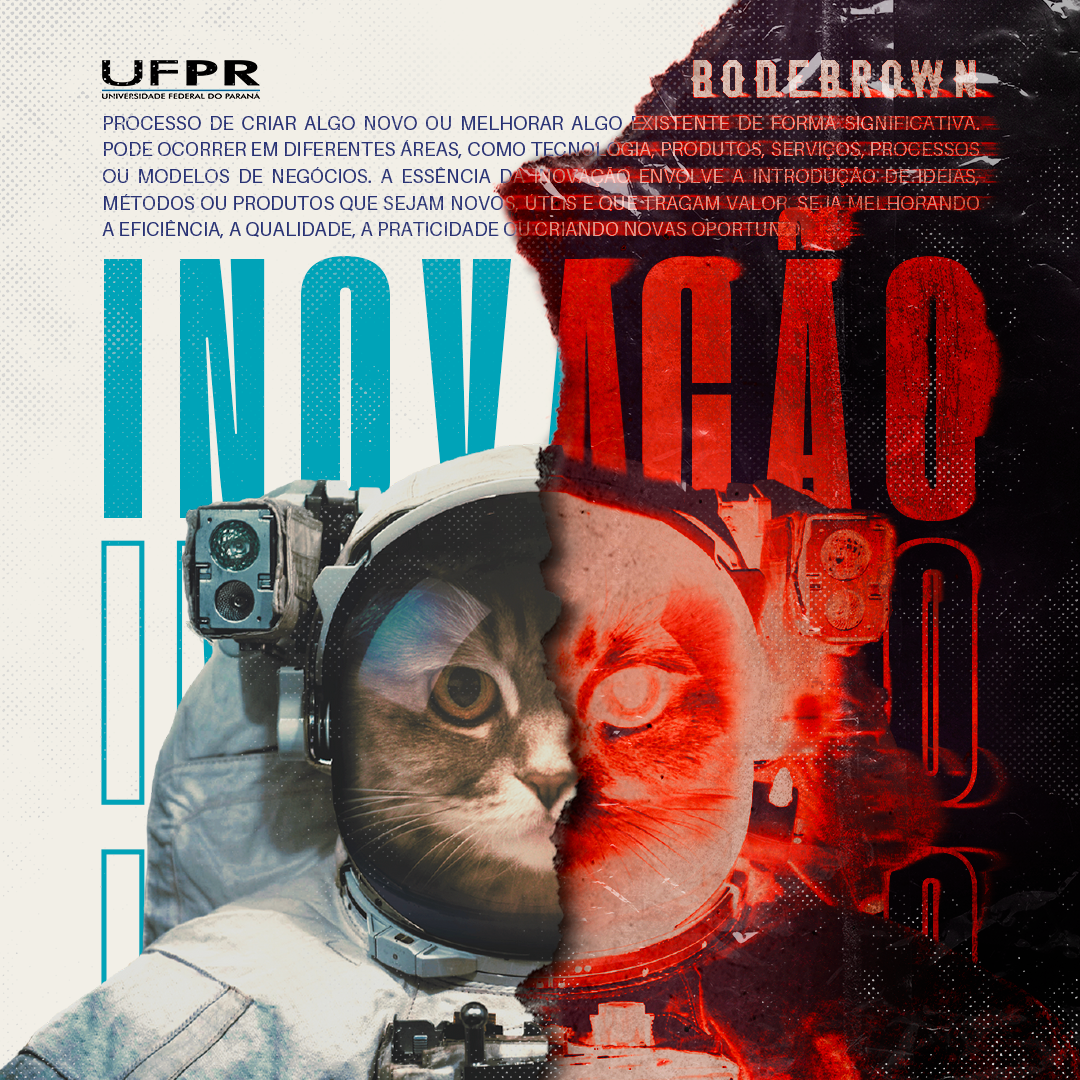 UFPR
UNIVERSIDADE FEDERAL DO PARANÁ
BODEBROWN
PROCESSO DE CRIAR ALGO NOVO OU MELHORAR ALGO EXISTENTE DE FORMA SIGNIFICATIVA.
PODE OCORRER EM DIFERENTES ÁREAS, COMO TECNOLOGIA, PRODUTOS, SERVIÇOS, PROCESSOS
OU MODELOS DE NEGÓCIOS. A ESSÊNCIA DA INOVAÇÃO ENVOLVE A INTRODUÇÃO DE IDEIAS,
MÉTODOS OU PRODUTOS QUE SEJAM NOVOS, ÚTEIS E QUE TRAGAM VALOR, SEJA MELHORANDO
A EFICIÊNCIA, A QUALIDADE, A PRATICIDADE OU CRIANDO NOVAS
INOVAÇÃO